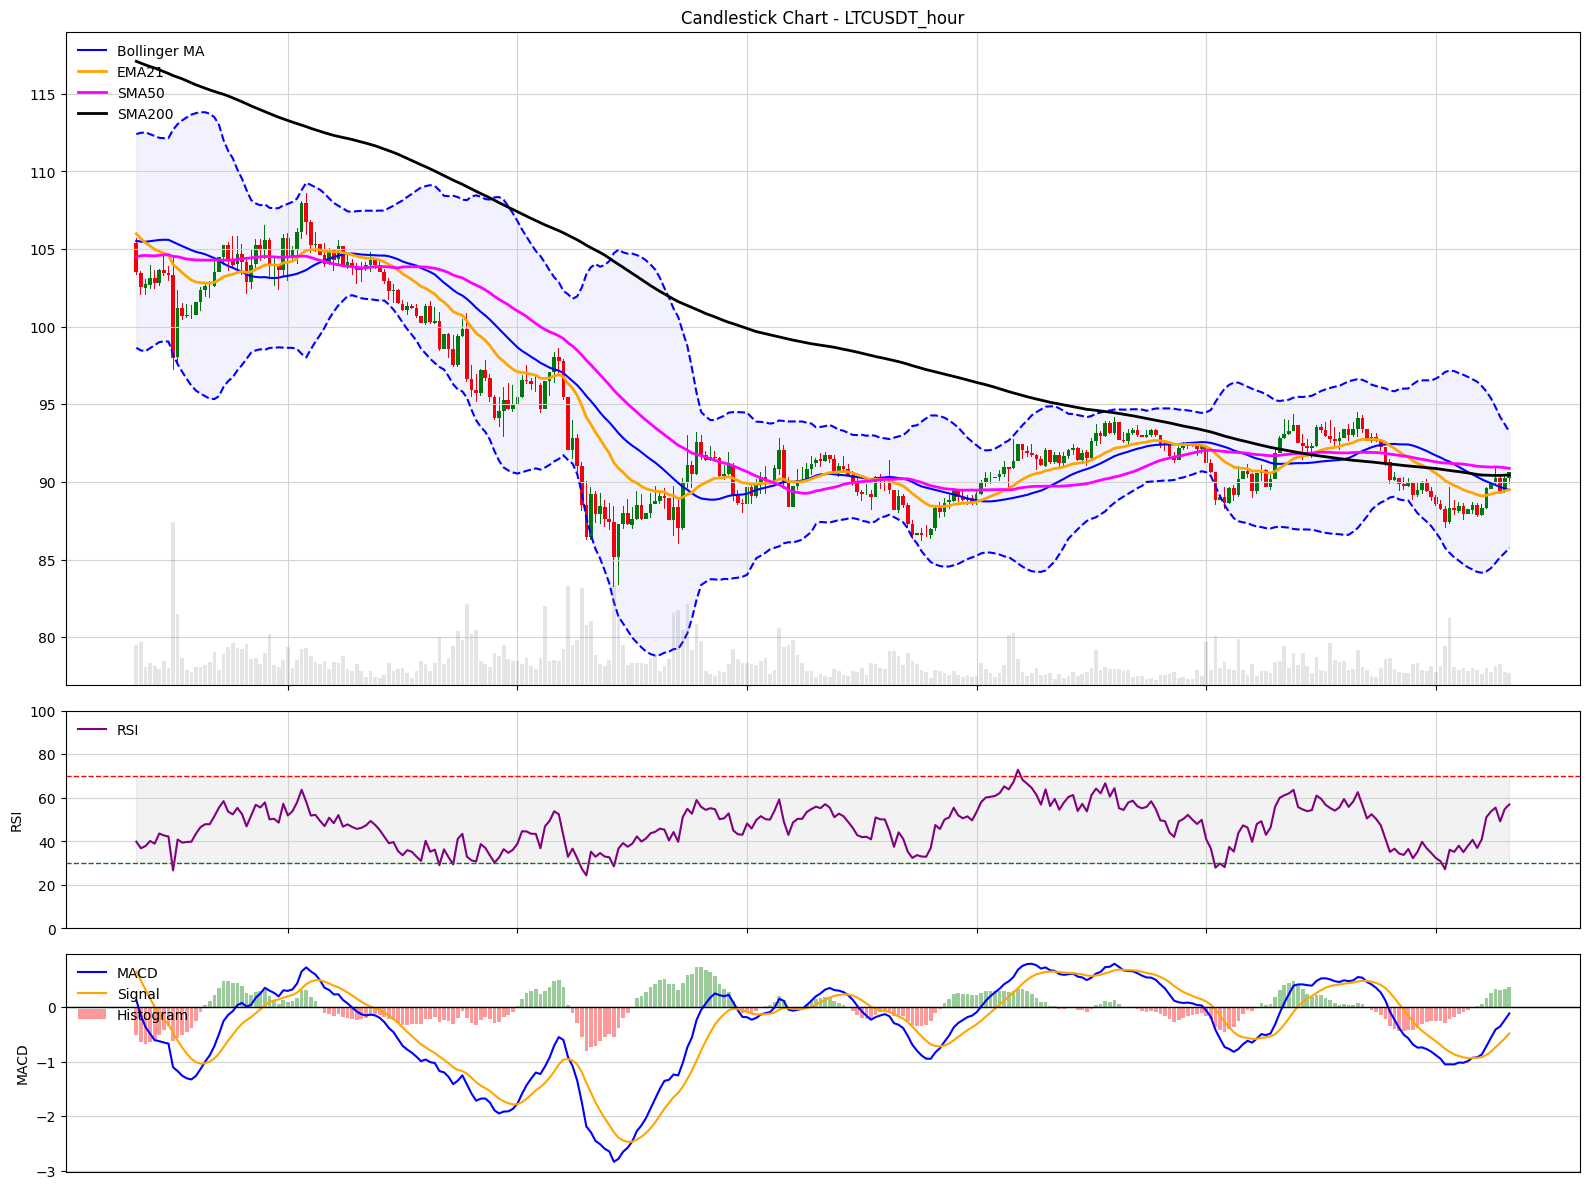 Candlestick Chart - LTCUSDT_hour
Bollinger MA
EMA21
SMA50
SMA200
115
110
105
100
95
90
85
80
RSI
RSI
100
80
60
40
20
0
MACD
Signal
Histogram
MACD
0
−1
−2
−3